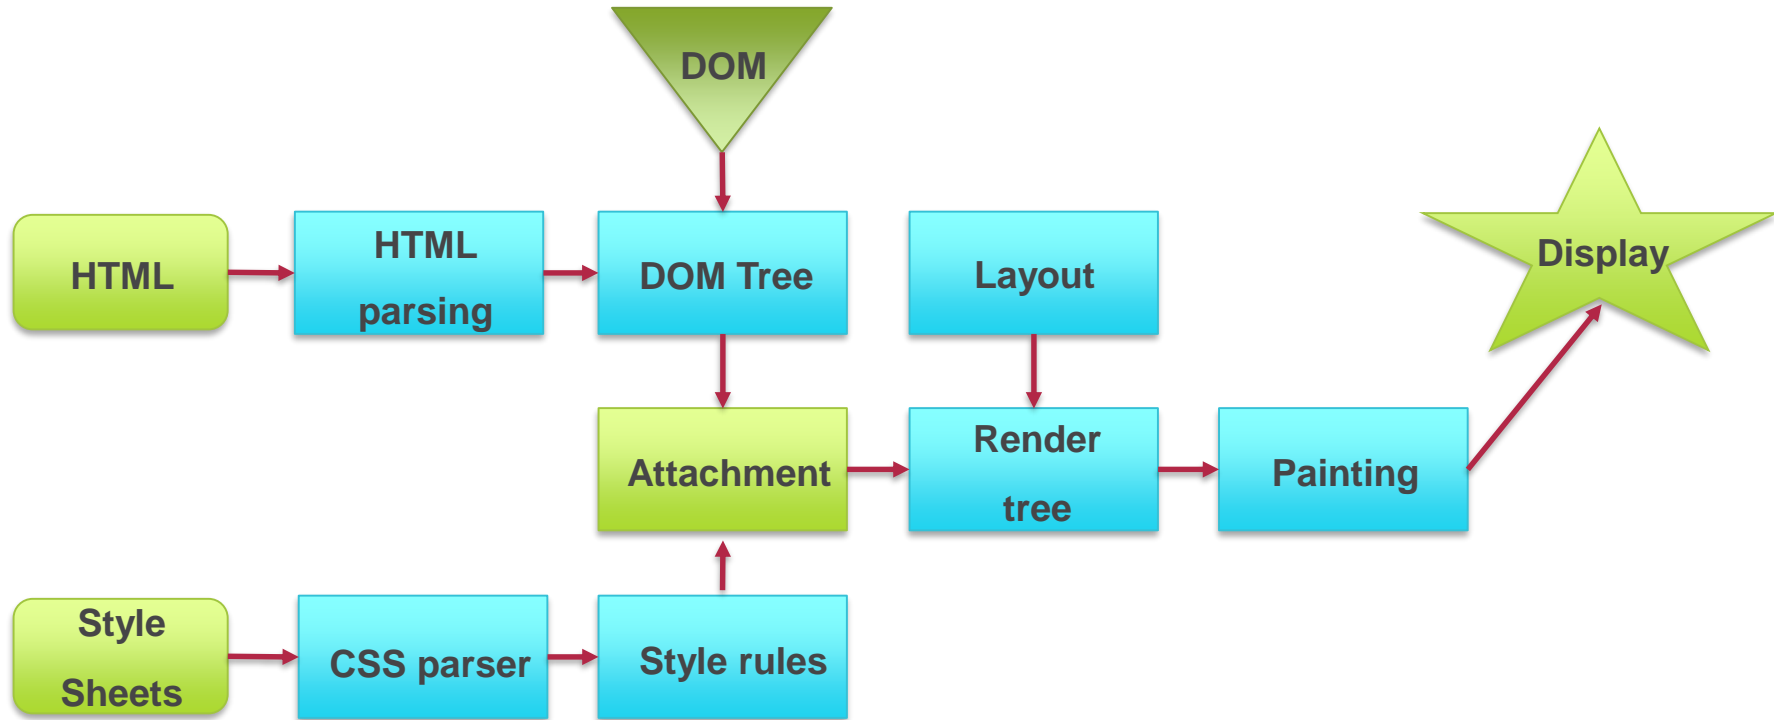 DOM
HTML
HTML
parsing
DOM Tree
Layout
Display
Attachment
Render
tree
Painting
Style
Sheets
CSS parser
Style rules